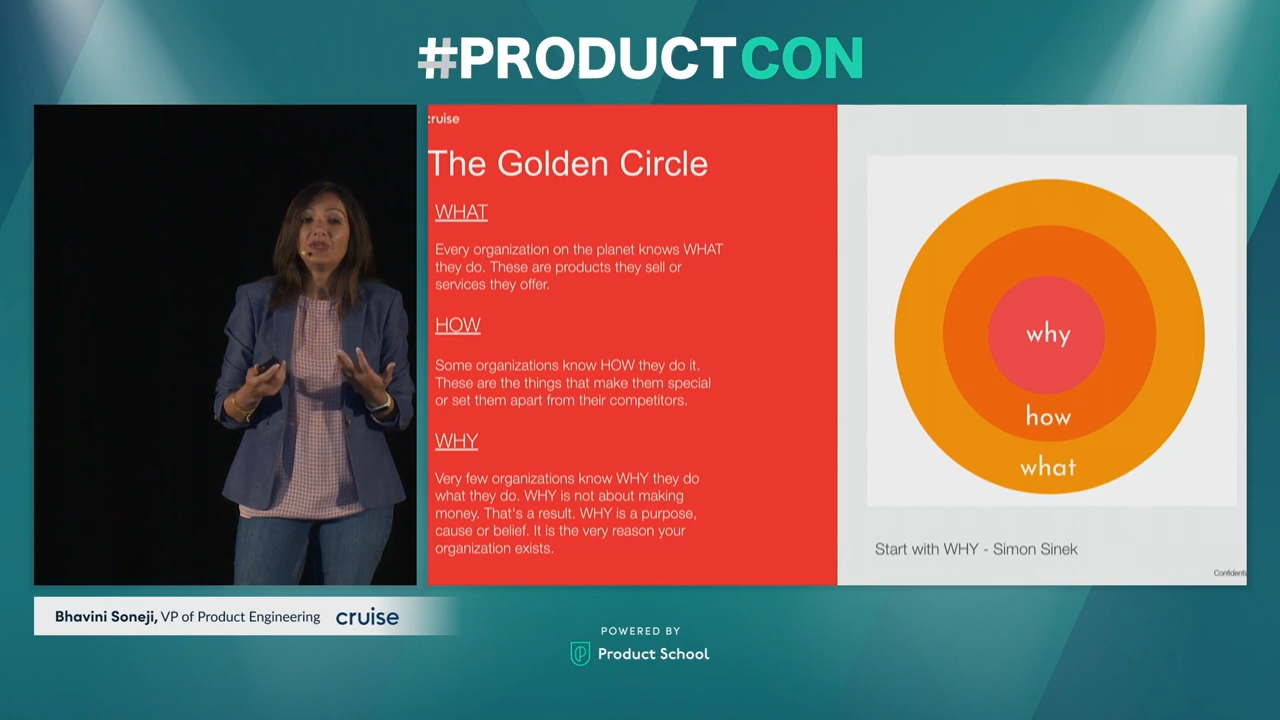 #PRODUCTCON
cruise
The Golden Circle
WHAT
Every organization on the planet knows WHAT
they do. These are products they sell or
services they offer.
HOW
Some organizations know HOW they do it.
These are the things that make them special
or set them apart from their competitors.
WHY
Very few organizations know WHY they do
what they do. WHY is not about making
money. That's a result. WHY is a purpose,
cause or belief. It is the very reason your
organization exists.
why
how
what
Start with WHY - Simon Sinek
Confidenti
Bhavini Soneji, VP of Product Engineering cruise
POWERED BY
Product School